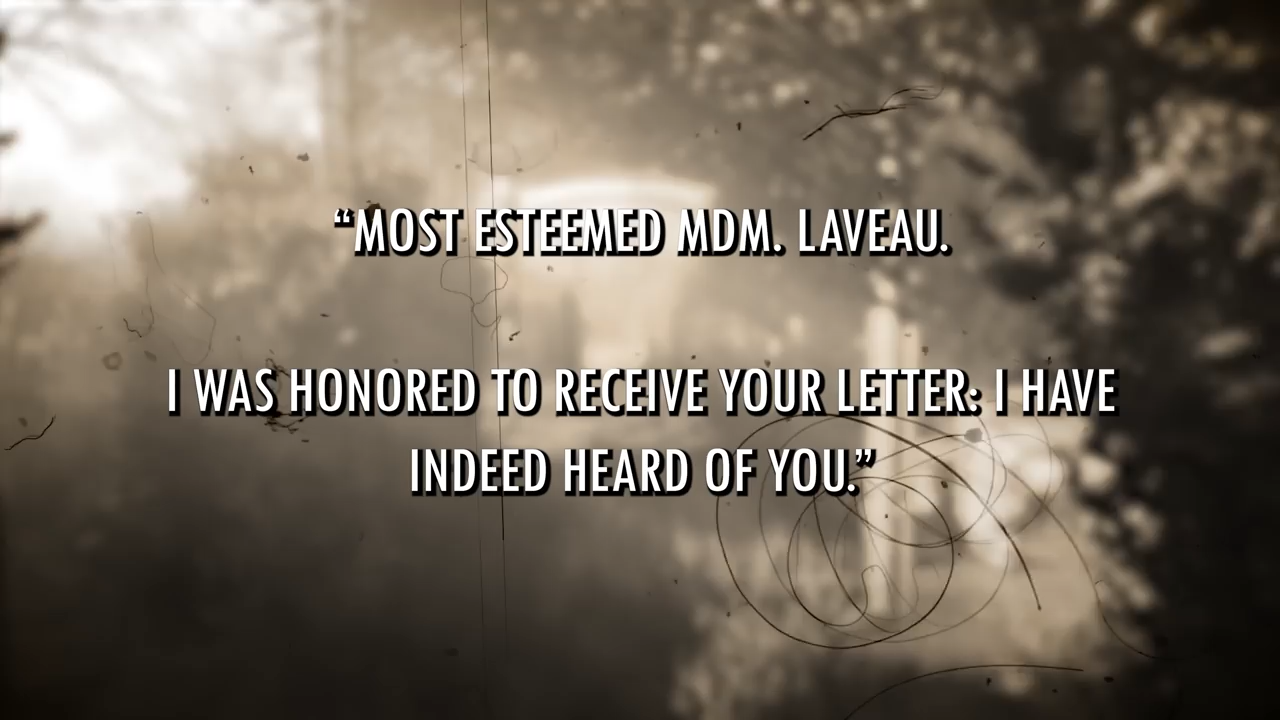 “MOST ESTEEMED MDM. LAVEAU.
I WAS HONORED TO RECEIVE YOUR LETTER: I HAVE
INDEED HEARD OF YOU.”